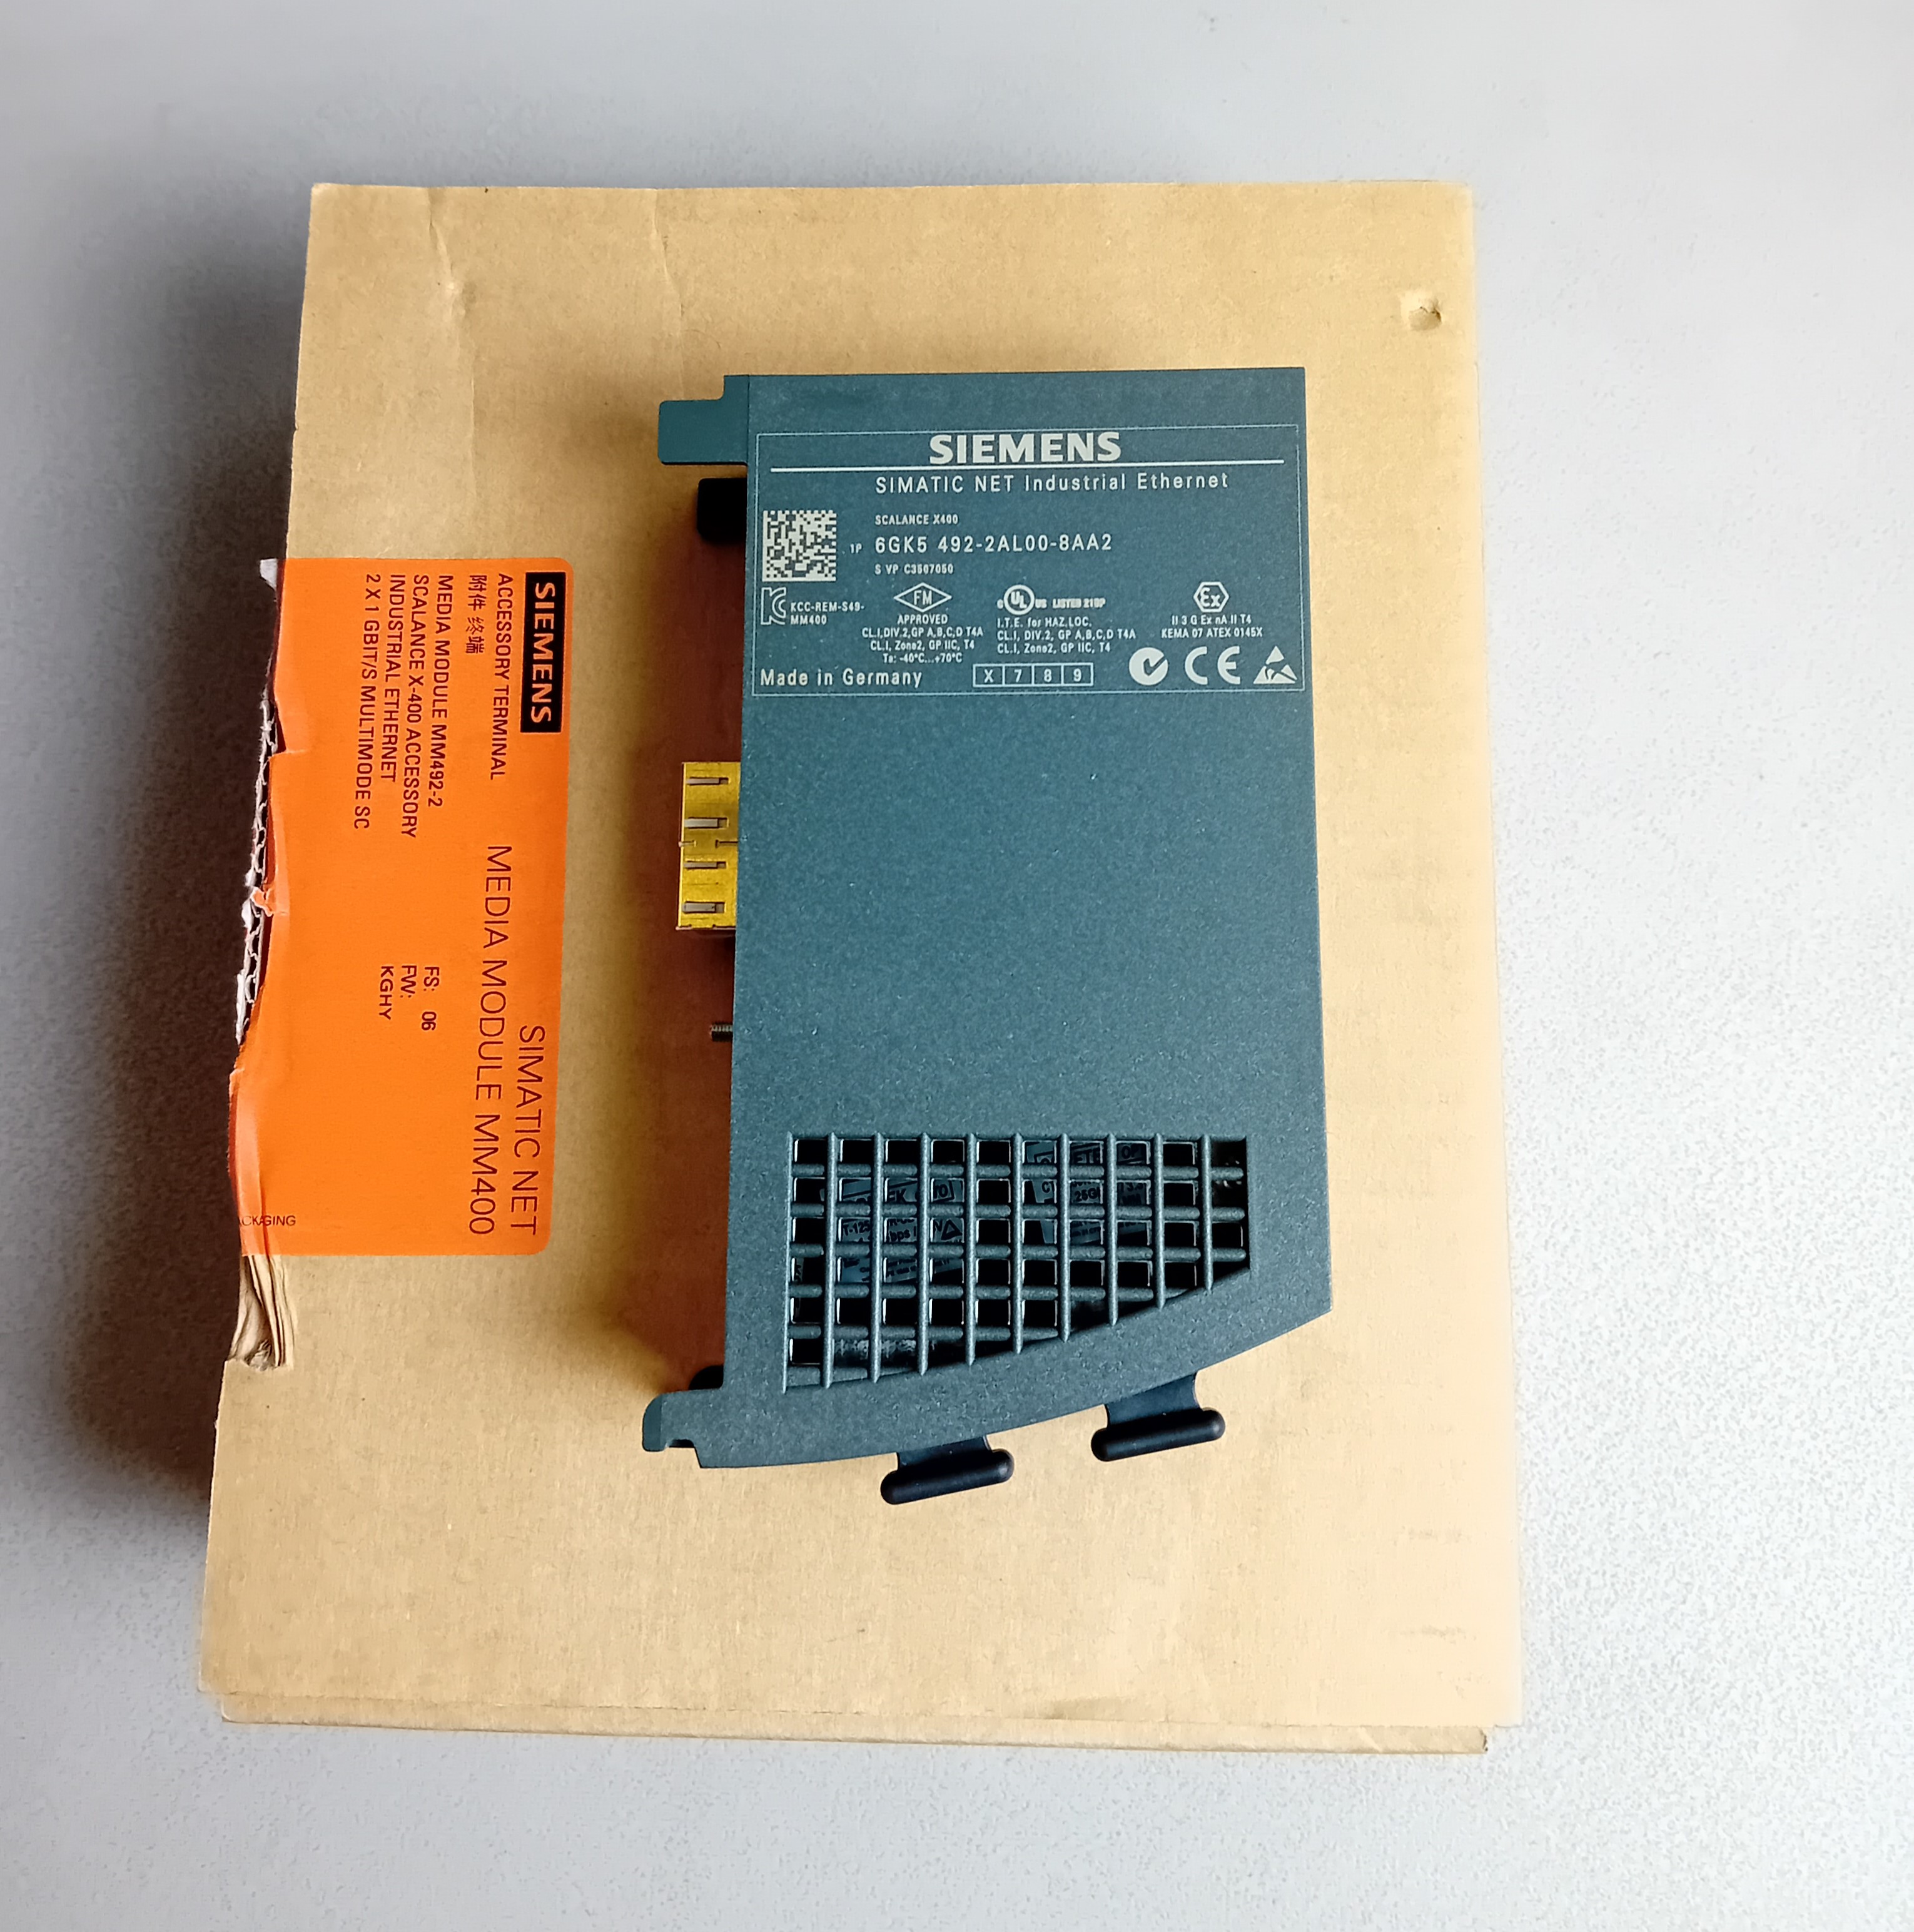 SIEMENS
SIMATIC NET Industrial Ethernet
SCALANCE X400
1P 6GK5 492-2AL00-8AA2
S VP C3507050
KCC-REM-S49-
MM400
FM
APPROVED
CL.I,DIV.2,GP A,B,C,D T4A
CL.I, Zone2, GP IIC, T4
Ta: -40°C...+70°C
C UL US LISTED
I.T.E. for HAZ.LOC.
CL.I, DIV.2, GP A,B,C,D T4A
CL.I, Zone2, GP IIC, T4
Ex
II 3 G Ex nA II T4
KEMA 07 ATEX 0145X
Made in Germany
X 7 8 9
CE
SIEMENS
SIMATIC NET
MEDIA MODULE MM400
ACCESSORY TERMINAL
附件 终端
MEDIA MODULE MM492-2
SCALANCE X-400 ACCESSORY
INDUSTRIAL ETHERNET
2 X 1 GBIT/S MULTIMODE SC
FS: 06
FW:
KGHY